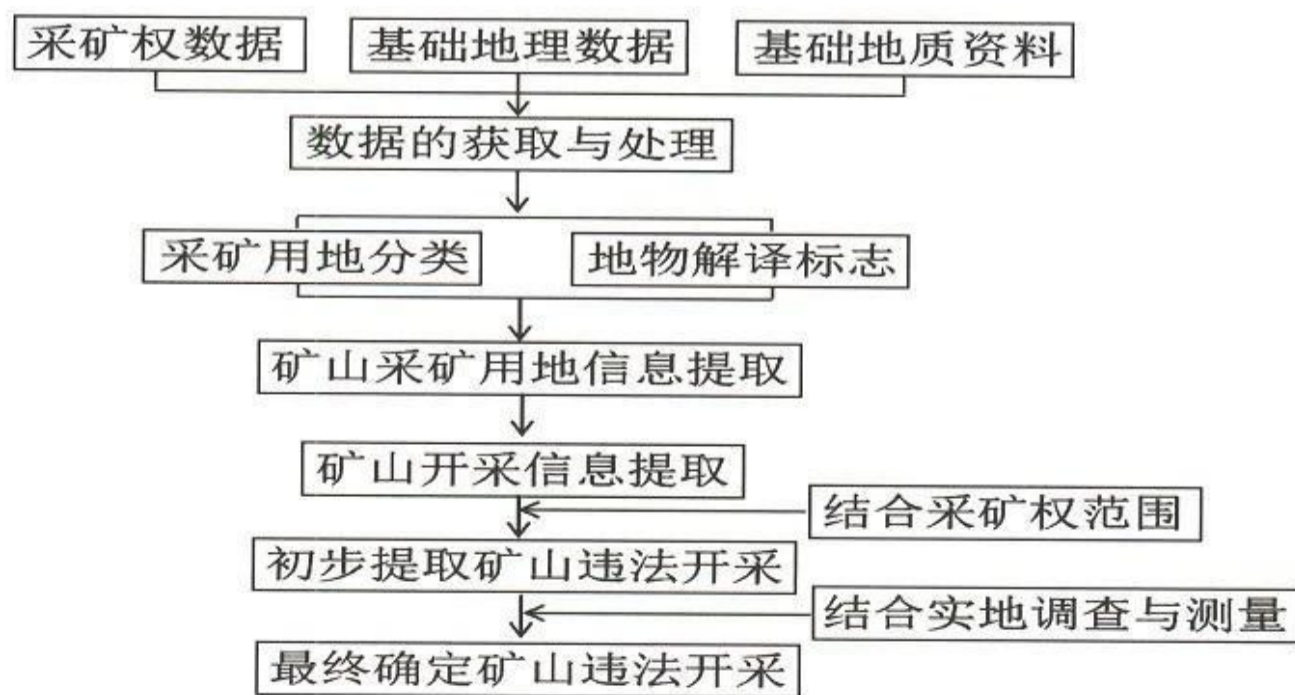 采矿权数据
基础地理数据
基础地质资料
数据的获取与处理
采矿用地分类
地物解译标志
矿山采矿用地信息提取
矿山开采信息提取
结合采矿权范围
初步提取矿山违法开采
结合实地调查与测量
最终确定矿山违法开采